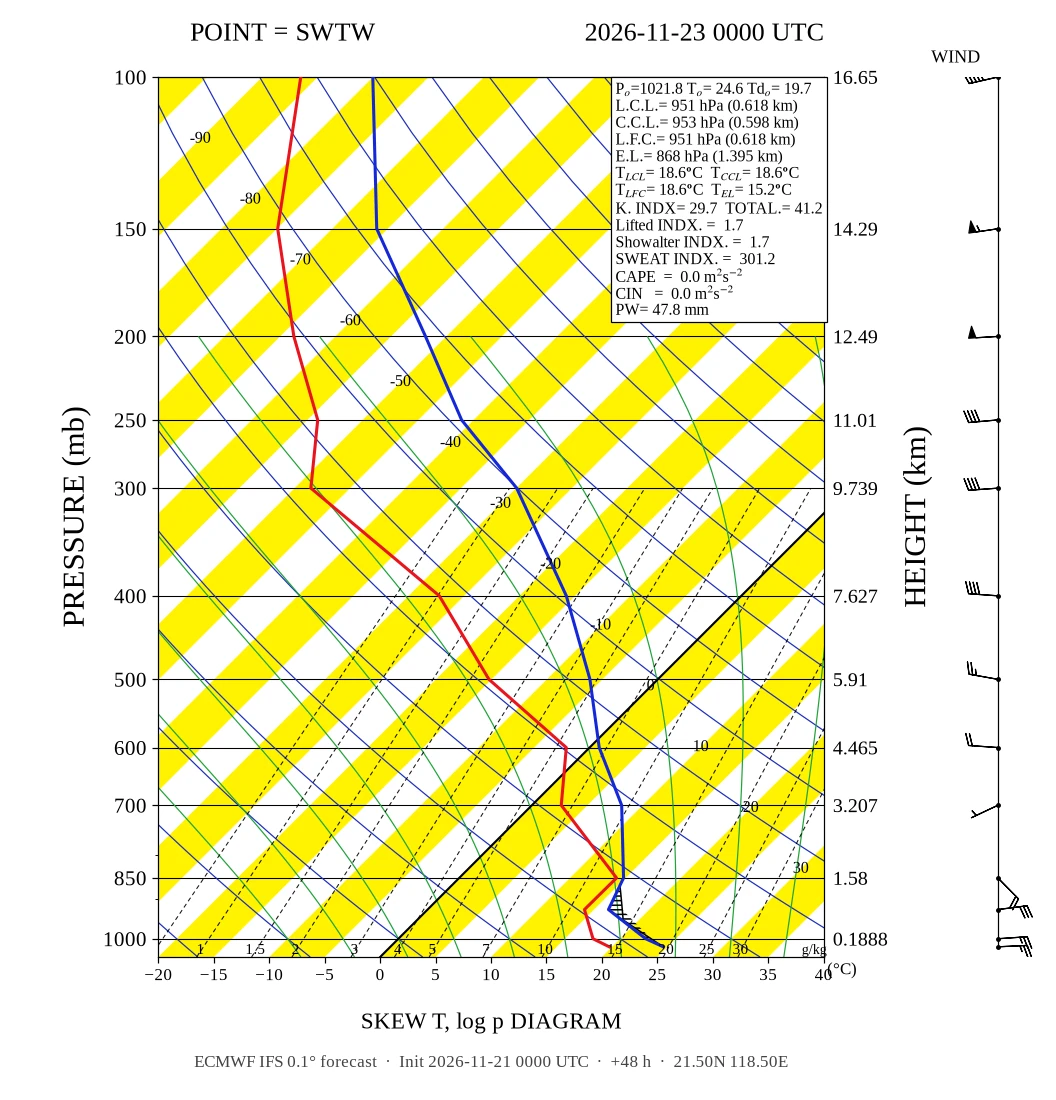 POINT = SWTW
2026-11-23 0000 UTC
WIND
100
16.65
Po=1021.8 To= 24.6 Tdo= 19.7
L.C.L.= 951 hPa (0.618 km)
C.C.L.= 953 hPa (0.598 km)
L.F.C.= 951 hPa (0.618 km)
E.L.= 868 hPa (1.395 km)
TLCL= 18.6°C TCCL= 18.6°C
TLFC= 18.6°C TEL= 15.2°C
K. INDX= 29.7 TOTAL.= 41.2
Lifted INDX. = 1.7
Showalter INDX. = 1.7
SWEAT INDX. = 301.2
CAPE = 0.0 m²s⁻²
CIN = 0.0 m²s⁻²
PW= 47.8 mm
-90
-80
150
14.29
-70
-60
200
12.49
-50
250
11.01
-40
300
9.739
-30
-20
400
7.627
-10
500
5.91
0
10
600
4.465
20
700
3.207
30
850
1.58
1000
0.1888
1 1.5 2 3 4 5 7 10 15 20 25 30 g/kg
−20 −15 −10 −5 0 5 10 15 20 25 30 35 40
(°C)
PRESSURE (mb)
HEIGHT (km)
SKEW T, log p DIAGRAM
ECMWF IFS 0.1° forecast · Init 2026-11-21 0000 UTC · +48 h · 21.50N 118.50E